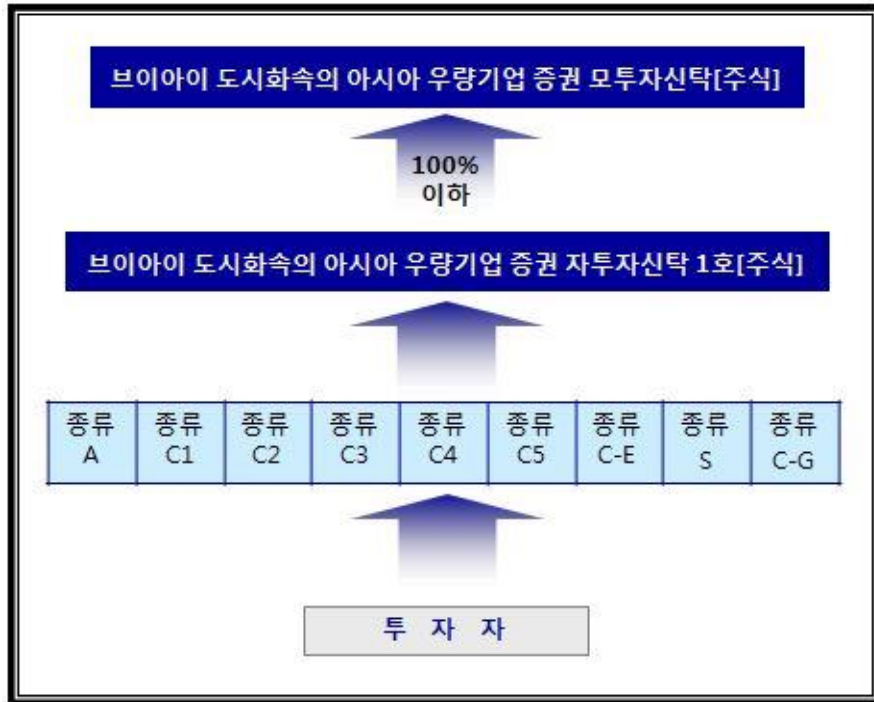 브이아이 도시화속의 아시아 우량기업 증권 모투자신탁[주식]
100%
이하
브이아이 도시화속의 아시아 우량기업 증권 자투자신탁 1호[주식]
종류 종류 종류 종류 종류 종류 종류 종류 종류
A C1 C2 C3 C4 C5 C-E S C-G
투 자 자